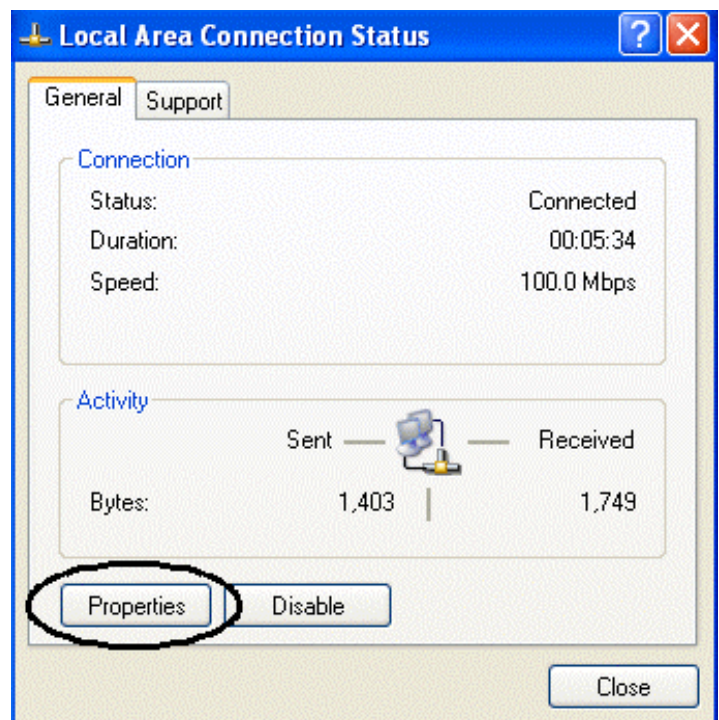 Local Area Connection Status
General Support
Connection
Status: Connected
Duration: 00:05:34
Speed: 100.0 Mbps
Activity
Sent Received
Bytes: 1,403 1,749
Properties Disable
Close